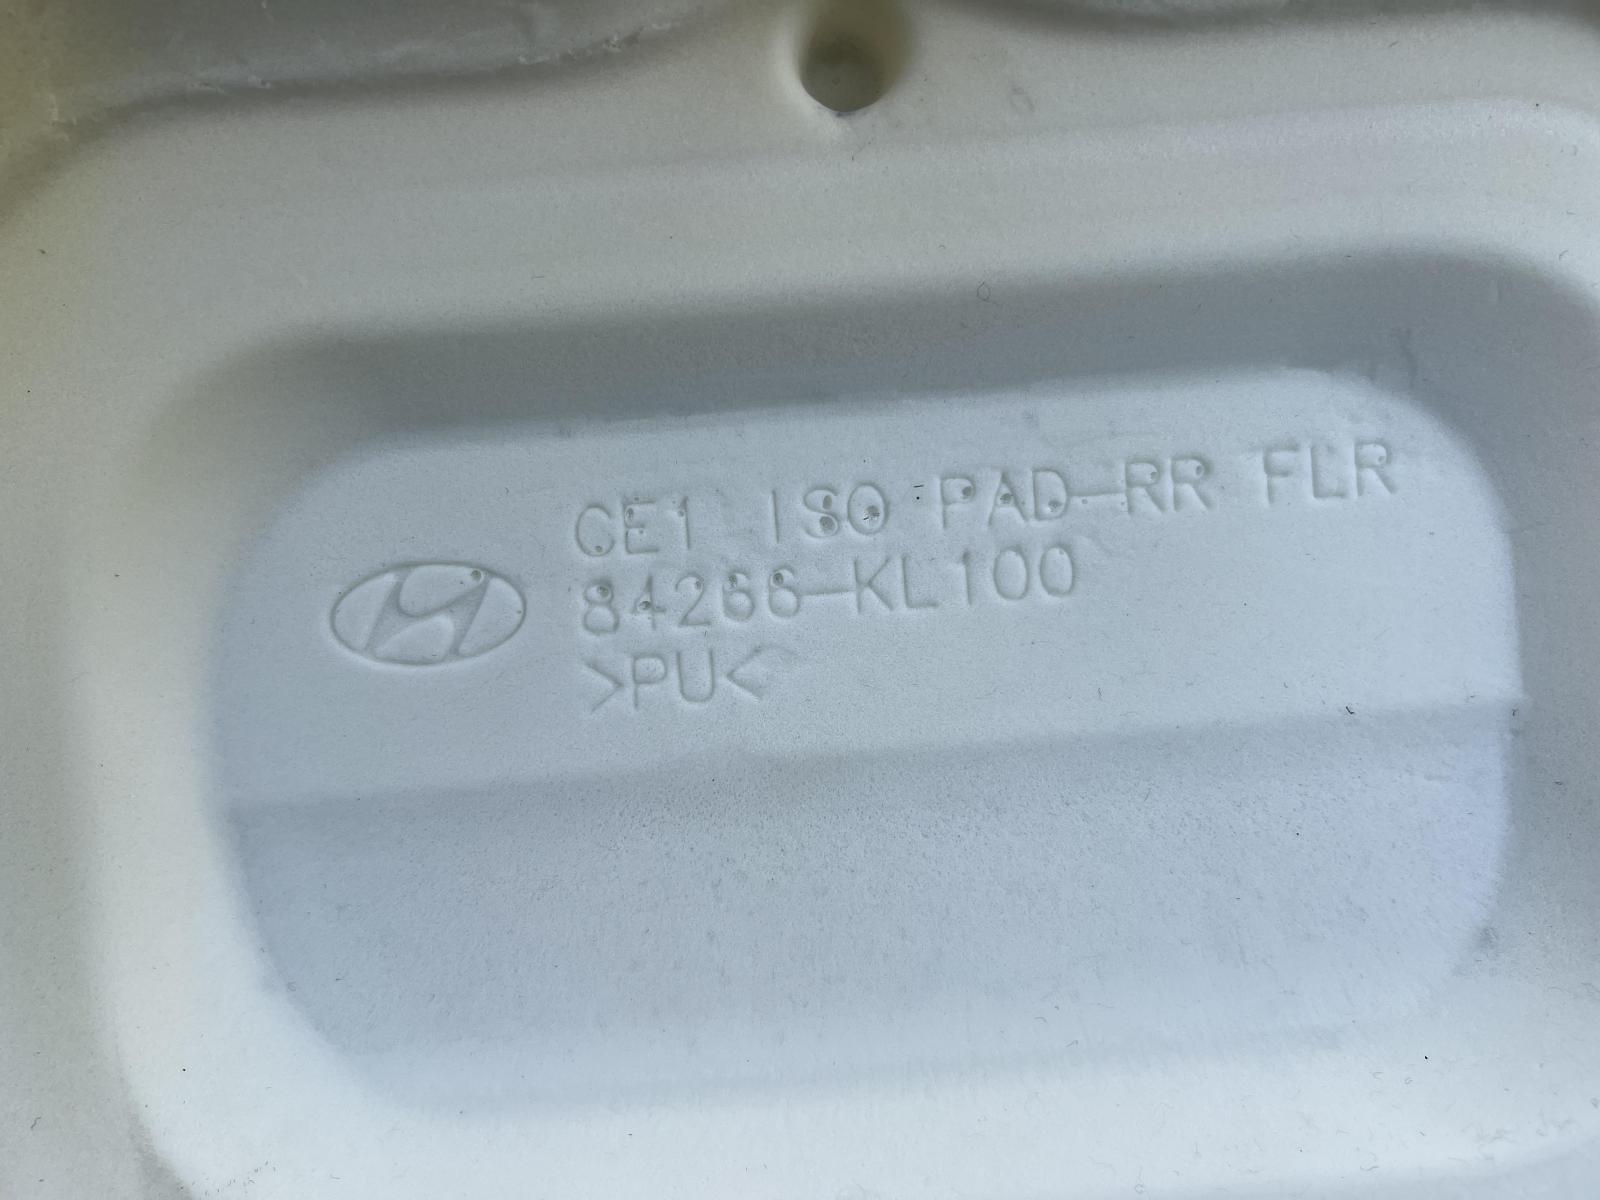 CE1 ISO PAD-RR FLR
84266-KL100
>PU<